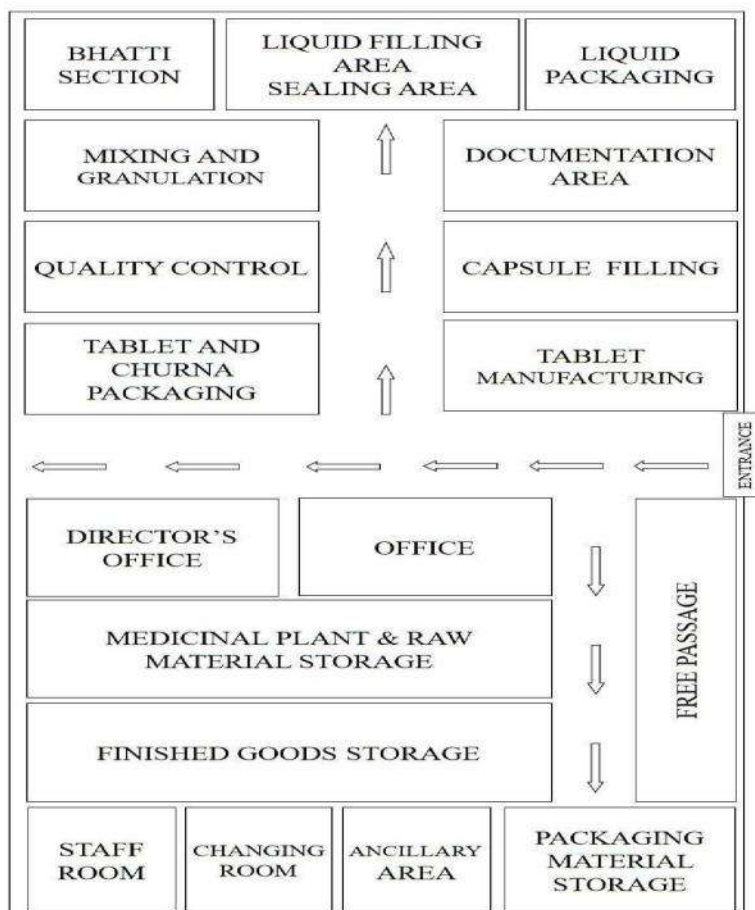 BHATTI
SECTION
LIQUID FILLING
AREA
SEALING AREA
LIQUID
PACKAGING
MIXING AND
GRANULATION
DOCUMENTATION
AREA
QUALITY CONTROL
CAPSULE FILLING
TABLET AND
CHURNA
PACKAGING
TABLET
MANUFACTURING
ENTRANCE
DIRECTOR'S
OFFICE
OFFICE
FREE PASSAGE
MEDICINAL PLANT & RAW
MATERIAL STORAGE
FINISHED GOODS STORAGE
STAFF
ROOM
CHANGING
ROOM
ANCILLARY
AREA
PACKAGING
MATERIAL
STORAGE